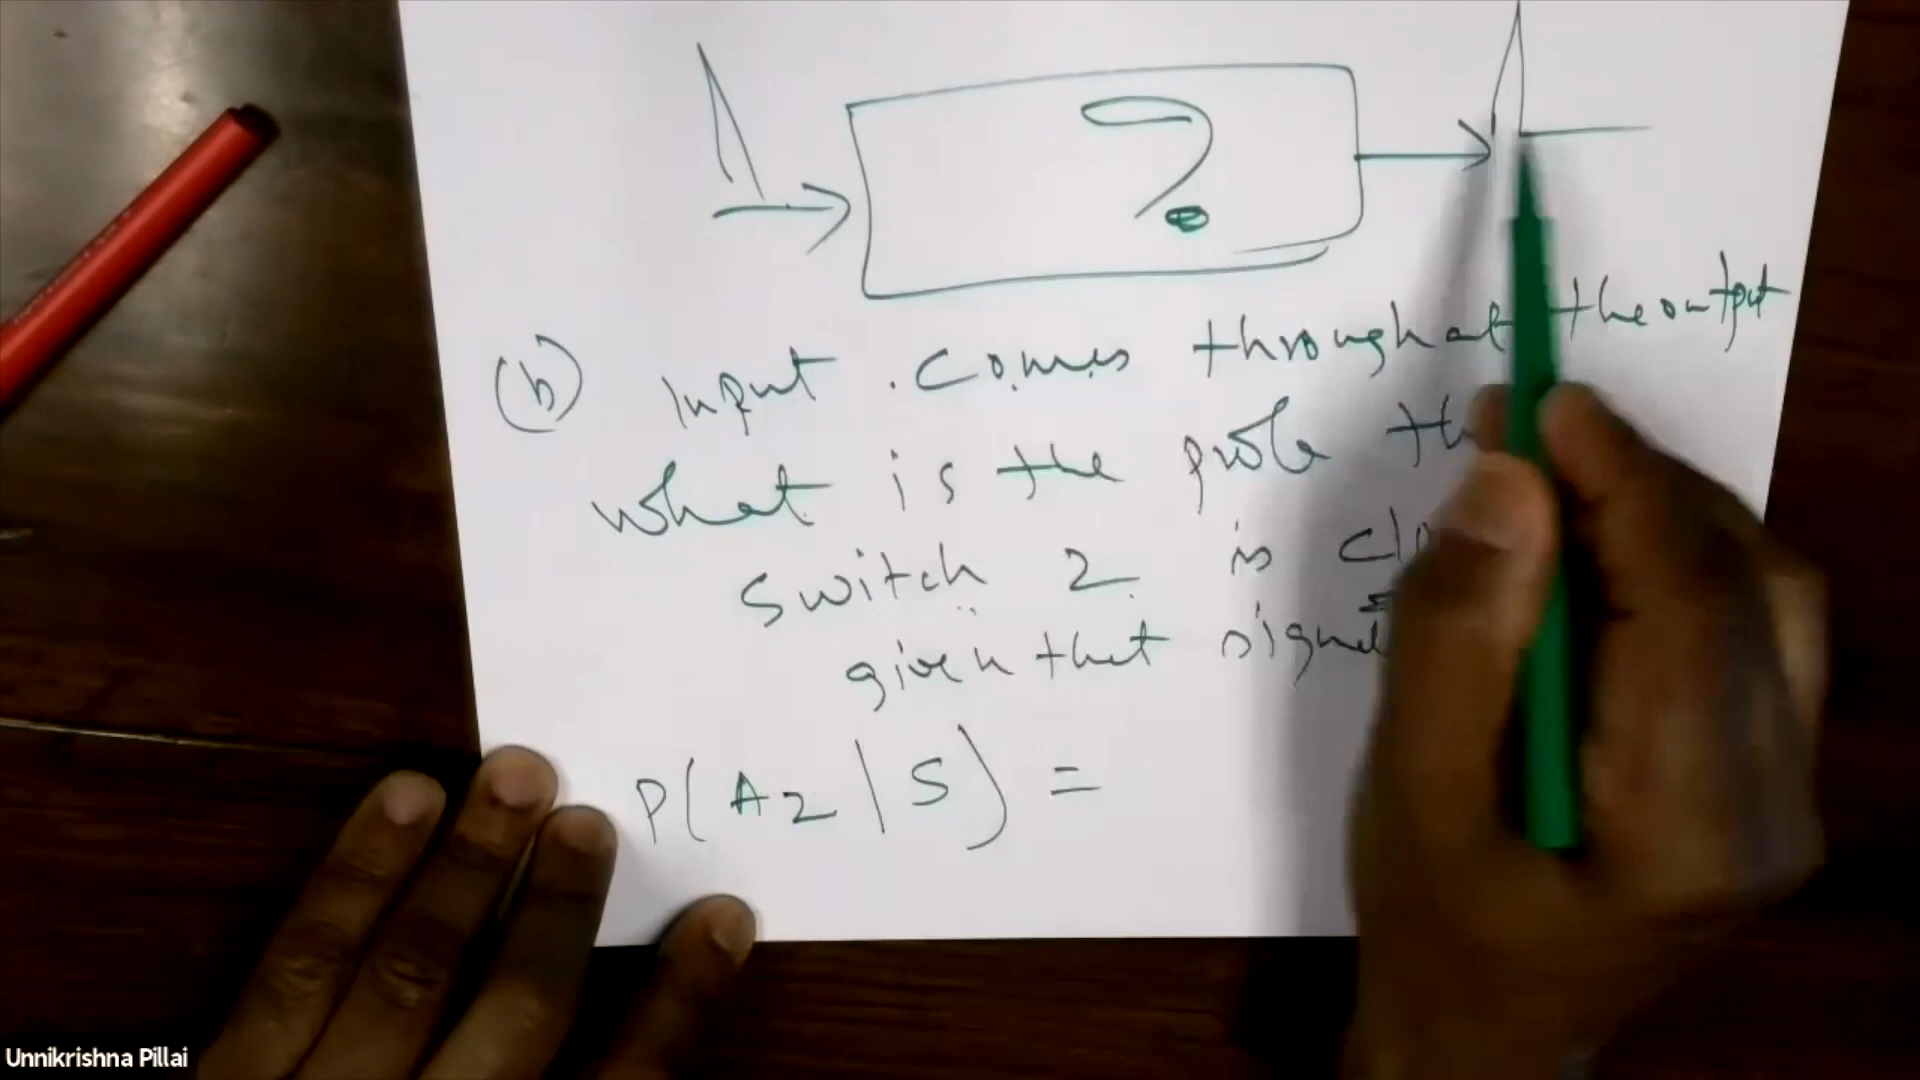 ?
(b) Input comes through at the output
what is the prob
switch 2 is
given that
P(A2|S) =
Unnikrishna Pillai